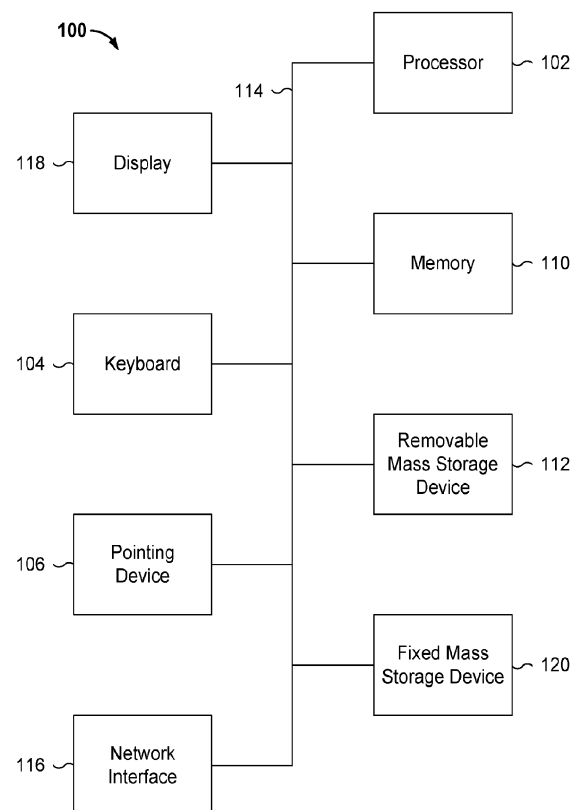 100
114
Processor
102
118
Display
Memory
110
104
Keyboard
Removable
Mass Storage
Device
112
106
Pointing
Device
Fixed Mass
Storage Device
120
116
Network
Interface